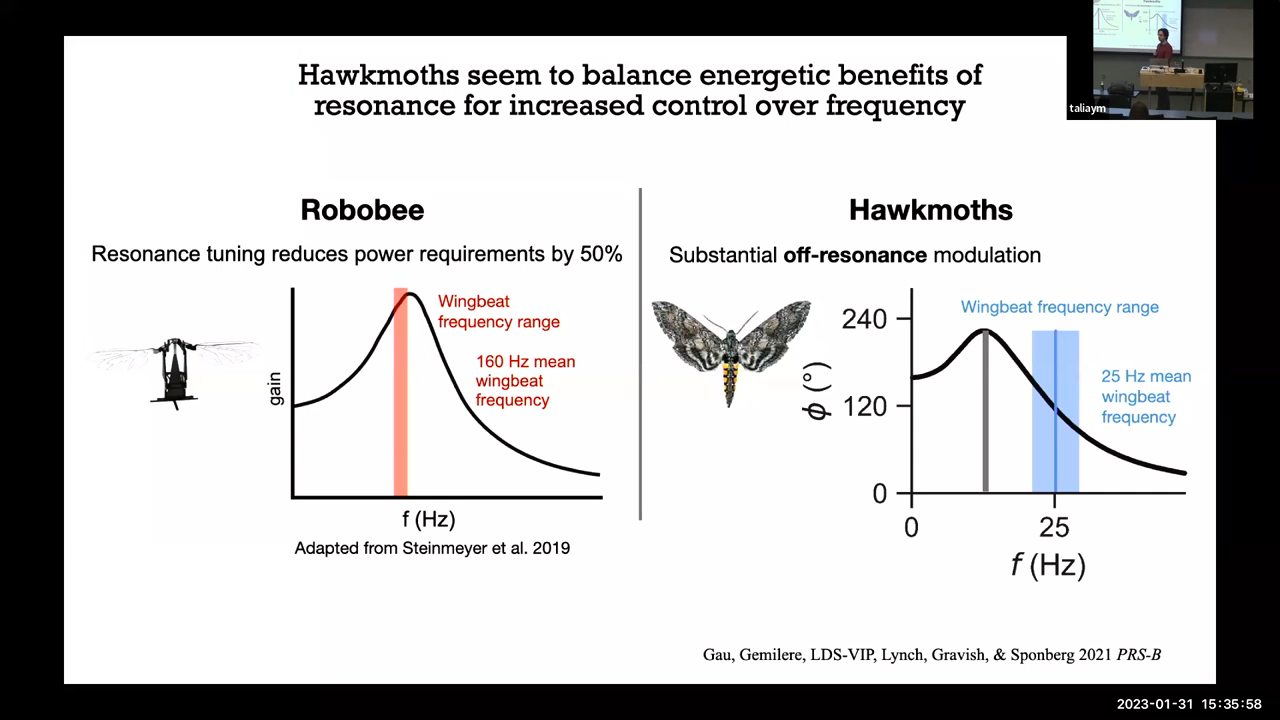 Hawkmoths seem to balance energetic benefits of
resonance for increased control over frequency
taliaym
Robobee
Resonance tuning reduces power requirements by 50%
Wingbeat
frequency range
160 Hz mean
wingbeat
frequency
gain
f (Hz)
Adapted from Steinmeyer et al. 2019
Hawkmoths
Substantial off-resonance modulation
Wingbeat frequency range
25 Hz mean
wingbeat
frequency
ϕ (°)
240
120
0
0 25
f (Hz)
Gau, Gemilere, LDS-VIP, Lynch, Gravish, & Sponberg 2021 PRS-B
2023-01-31 15:35:58